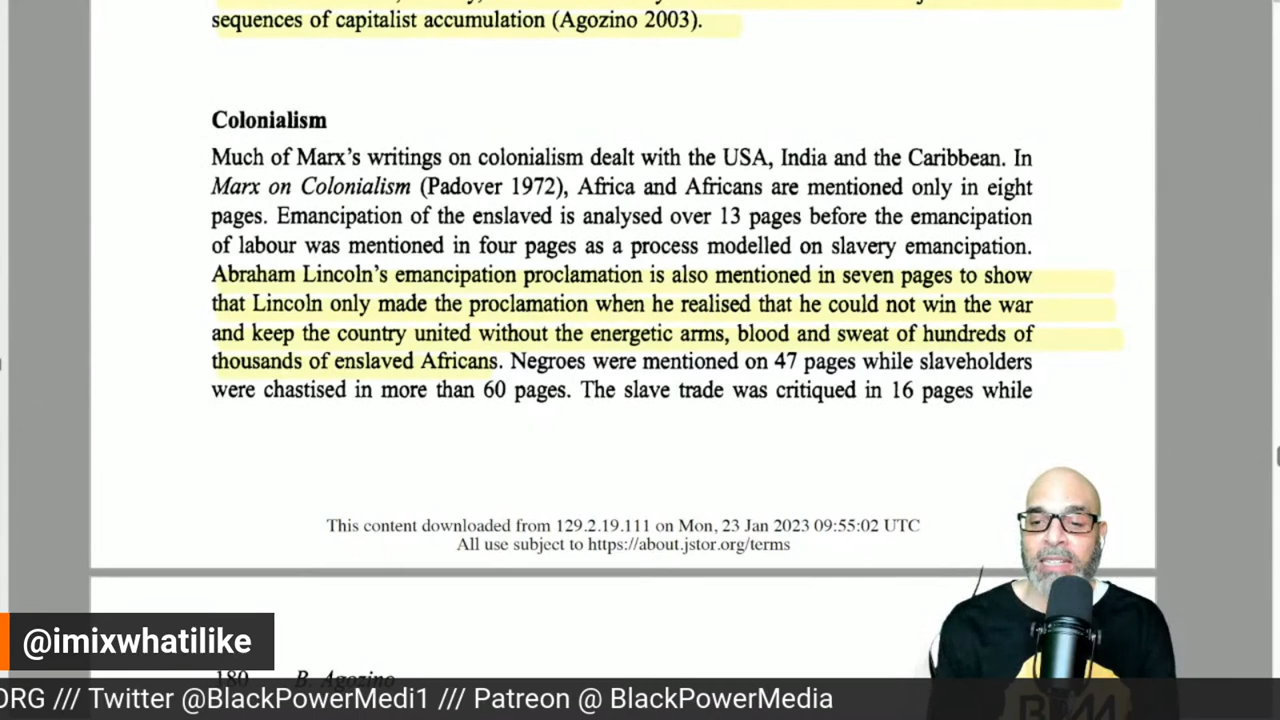 sequences of capitalist accumulation (Agozino 2003).
Colonialism
Much of Marx's writings on colonialism dealt with the USA, India and the Caribbean. In
Marx on Colonialism (Padover 1972), Africa and Africans are mentioned only in eight
pages. Emancipation of the enslaved is analysed over 13 pages before the emancipation
of labour was mentioned in four pages as a process modelled on slavery emancipation.
Abraham Lincoln's emancipation proclamation is also mentioned in seven pages to show
that Lincoln only made the proclamation when he realised that he could not win the war
and keep the country united without the energetic arms, blood and sweat of hundreds of
thousands of enslaved Africans. Negroes were mentioned on 47 pages while slaveholders
were chastised in more than 60 pages. The slave trade was critiqued in 16 pages while
This content downloaded from 129.2.19.111 on Mon, 23 Jan 2023 09:55:02 UTC
All use subject to https://about.jstor.org/terms
@imixwhatilike
180 B. Agozino
ORG /// Twitter @BlackPowerMedi1 /// Patreon @ BlackPowerMedia